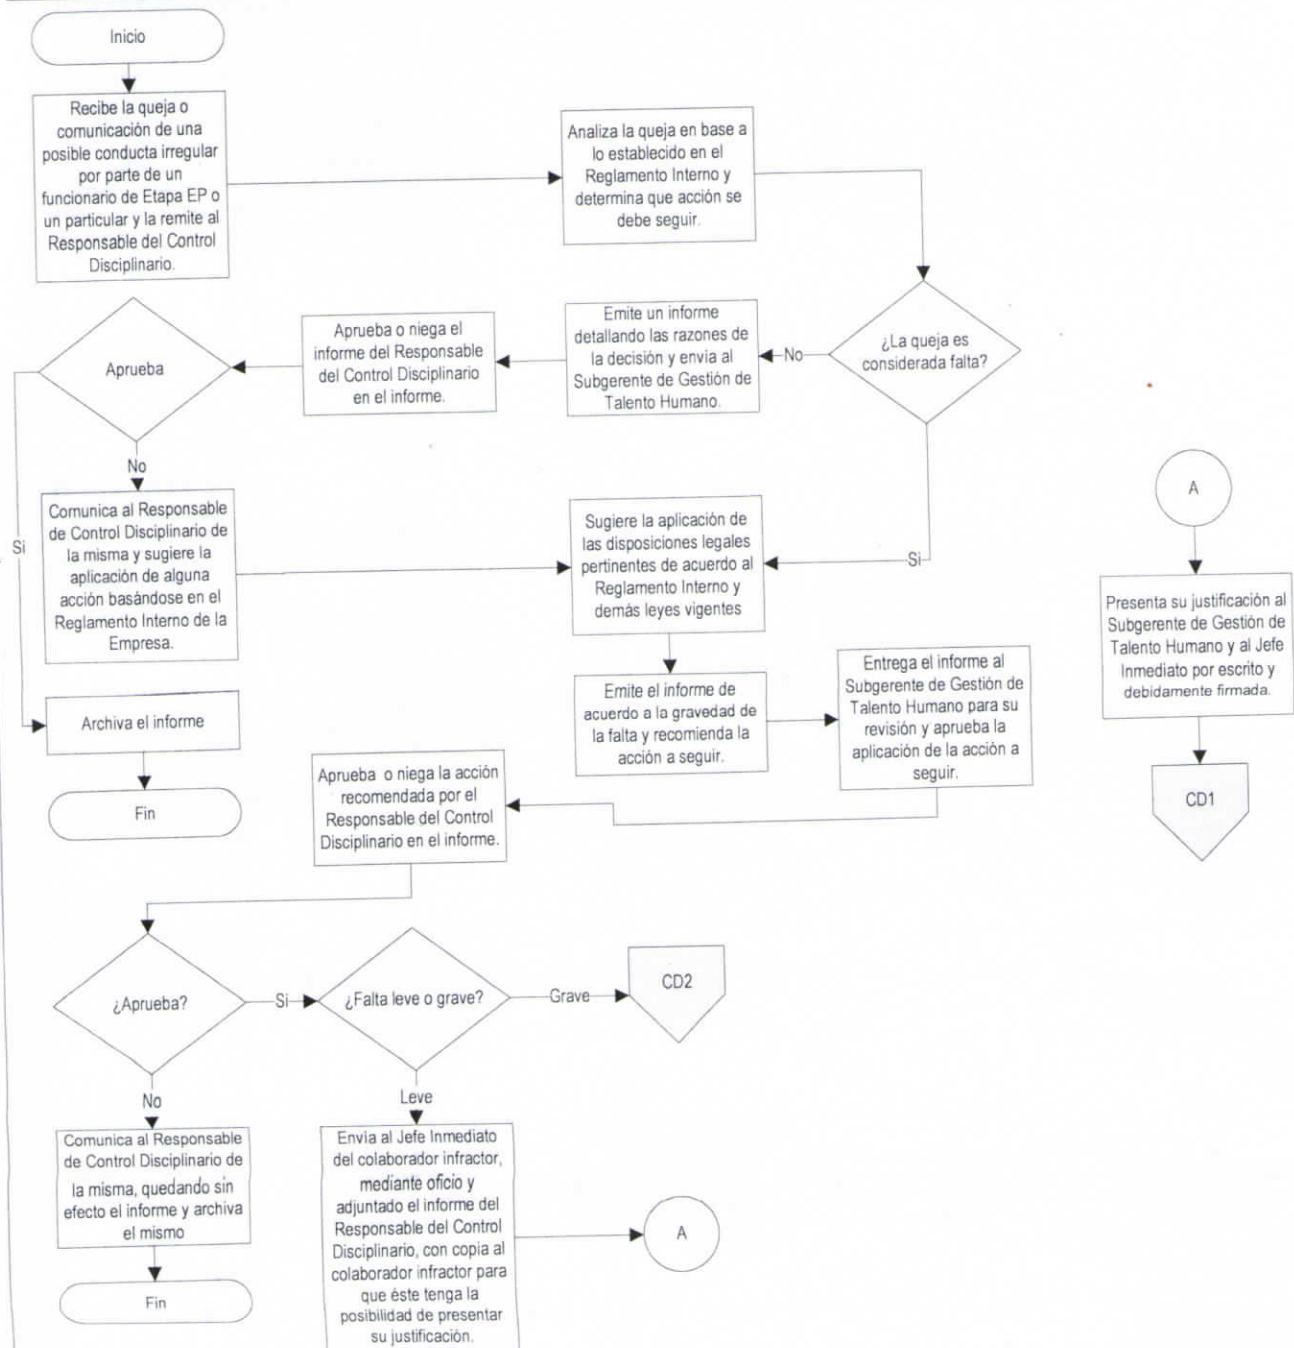 Inicio
Recibe la queja o
comunicación de una
posible conducta irregular
por parte de un
funcionario de Etapa EP o
un particular y la remite al
Responsable del Control
Disciplinario.
Analiza la queja en base a
lo establecido en el
Reglamento Interno y
determina que acción se
debe seguir.
¿La queja es
considerada falta?
No
Emite un informe
detallando las razones de
la decisión y envia al
Subgerente de Gestión de
Talento Humano.
Aprueba o niega el
informe del Responsable
del Control Disciplinario
en el informe.
Aprueba
No
Si
Comunica al Responsable
de Control Disciplinario de
la misma y sugiere la
aplicación de alguna
acción basándose en el
Reglamento Interno de la
Empresa.
Archiva el informe
Fin
Si
Sugiere la aplicación de
las disposiciones legales
pertinentes de acuerdo al
Reglamento Interno y
demás leyes vigentes
Emite el informe de
acuerdo a la gravedad de
la falta y recomienda la
acción a seguir.
Entrega el informe al
Subgerente de Gestión de
Talento Humano para su
revisión y aprueba la
aplicación de la acción a
seguir.
Aprueba o niega la acción
recomendada por el
Responsable del Control
Disciplinario en el informe.
¿Aprueba?
Si
¿Falta leve o grave?
Grave
CD2
No
Comunica al Responsable
de Control Disciplinario de
la misma, quedando sin
efecto el informe y archiva
el mismo
Fin
Leve
Envia al Jefe Inmediato
del colaborador infractor,
mediante oficio y
adjuntado el informe del
Responsable del Control
Disciplinario, con copia al
colaborador infractor para
que éste tenga la
posibilidad de presentar
su justificación.
A
A
Presenta su justificación al
Subgerente de Gestión de
Talento Humano y al Jefe
Inmediato por escrito y
debidamente firmada.
CD1